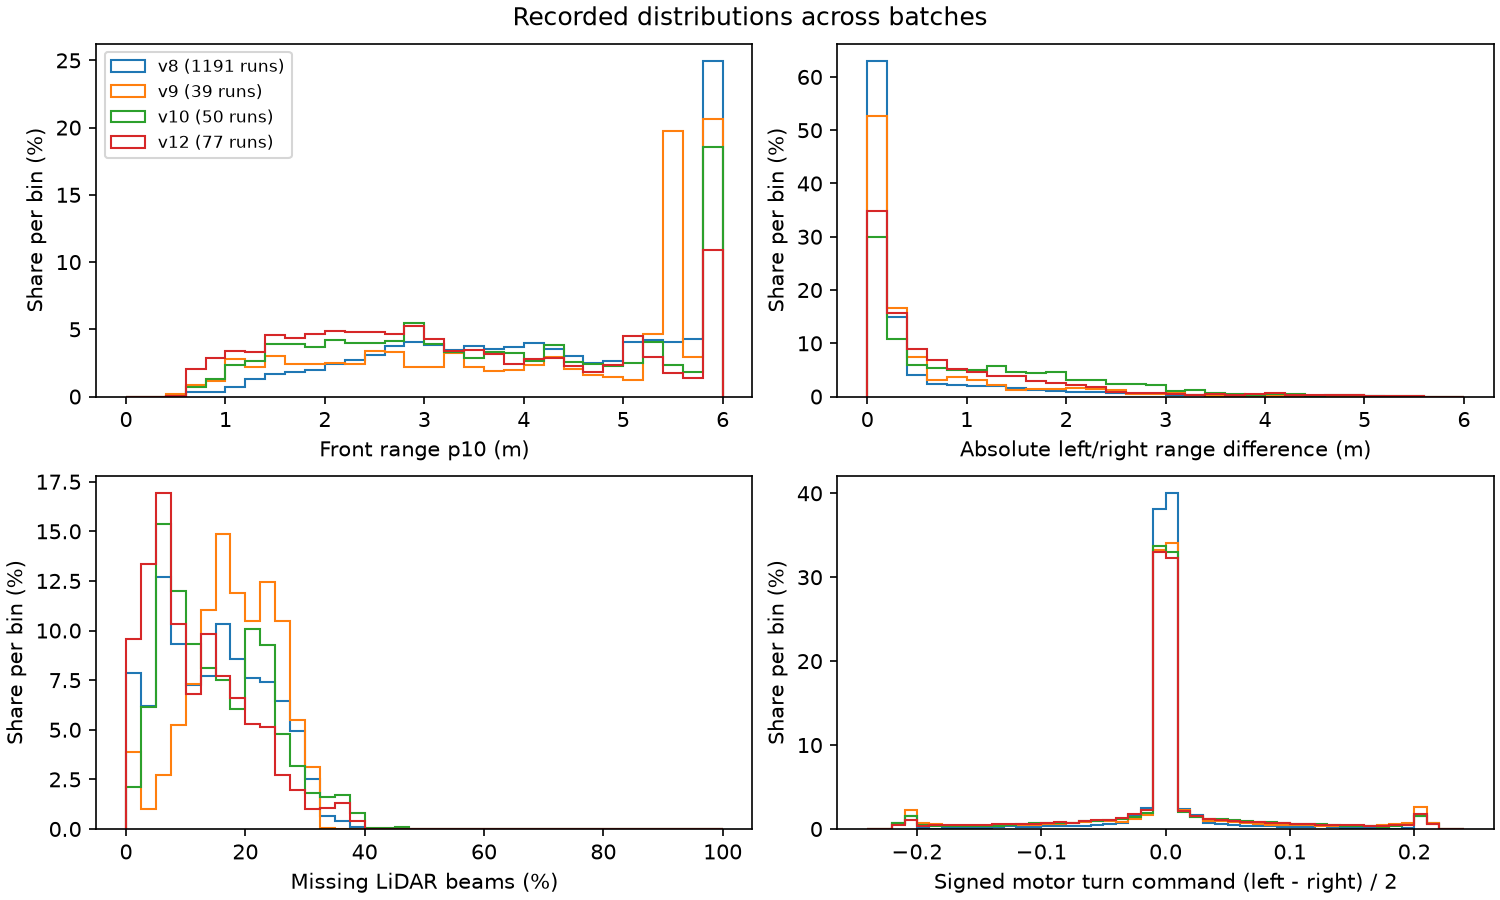 Recorded distributions across batches
Share per bin (%)
25
20
15
10
5
0
v8 (1191 runs)
v9 (39 runs)
v10 (50 runs)
v12 (77 runs)
0 1 2 3 4 5 6
Front range p10 (m)
Share per bin (%)
60
50
40
30
20
10
0
0 1 2 3 4 5 6
Absolute left/right range difference (m)
Share per bin (%)
17.5
15.0
12.5
10.0
7.5
5.0
2.5
0.0
0 20 40 60 80 100
Missing LiDAR beams (%)
Share per bin (%)
40
30
20
10
0
−0.2 −0.1 0.0 0.1 0.2
Signed motor turn command (left - right) / 2